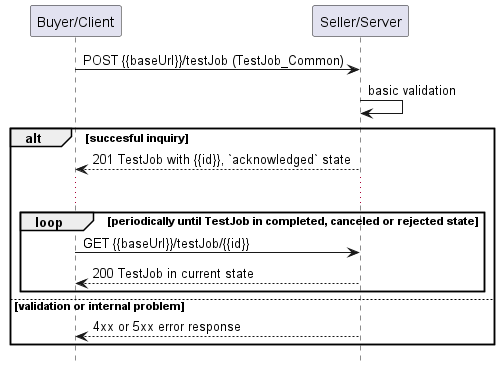 Buyer/Client
Seller/Server
POST {{baseUrl}}/testJob (TestJob_Common)
basic validation
alt [succesful inquiry]
201 TestJob with {{id}}, `acknowledged` state
loop [periodically until TestJob in completed, canceled or rejected state]
GET {{baseUrl}}/testJob/{{id}}
200 TestJob in current state
[validation or internal problem]
4xx or 5xx error response